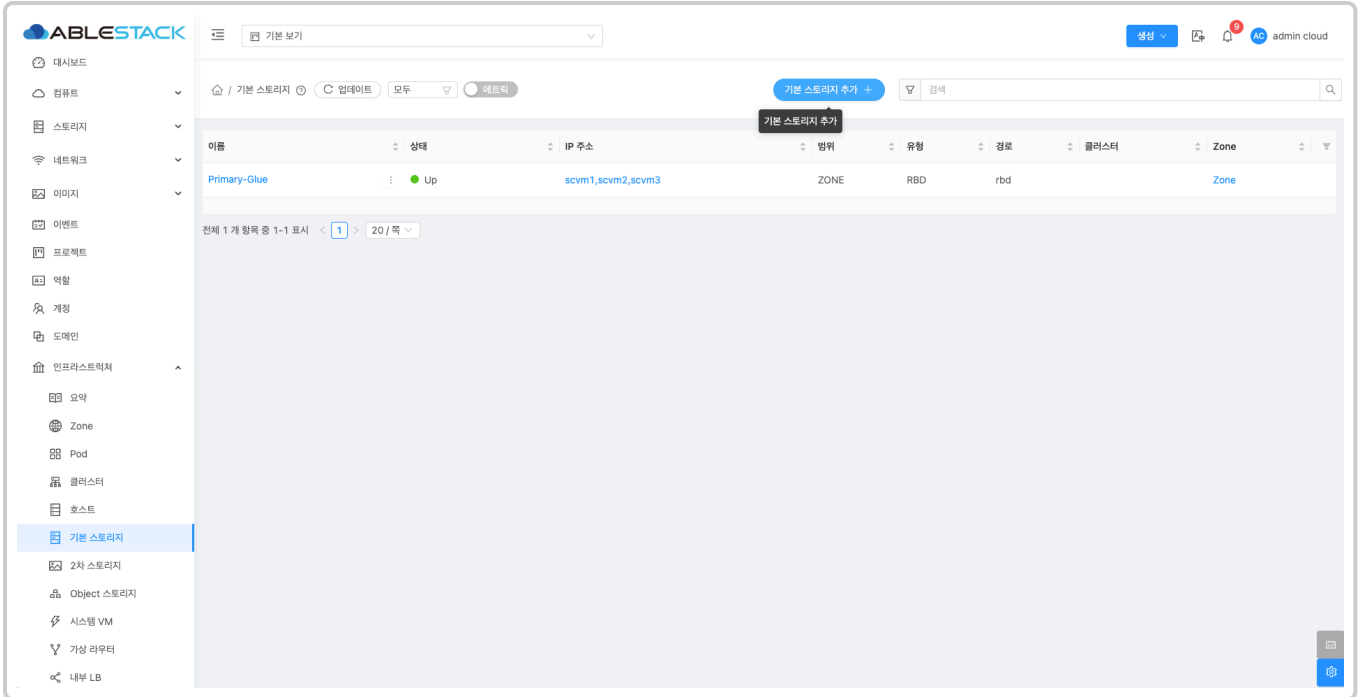 ABLESTACK
기본 보기
생성
9
AC admin cloud
대시보드
컴퓨트
스토리지
네트워크
이미지
이벤트
프로젝트
역할
계정
도메인
인프라스트럭쳐
요약
Zone
Pod
클러스터
호스트
기본 스토리지
2차 스토리지
Object 스토리지
시스템 VM
가상 라우터
내부 LB
/ 기본 스토리지 업데이트 모두 메트릭
기본 스토리지 추가 +
검색
기본 스토리지 추가
이름 상태 IP 주소 범위 유형 경로 클러스터 Zone
Primary-Glue Up scvm1,scvm2,scvm3 ZONE RBD rbd Zone
전체 1 개 항목 중 1-1 표시 < 1 > 20 / 쪽